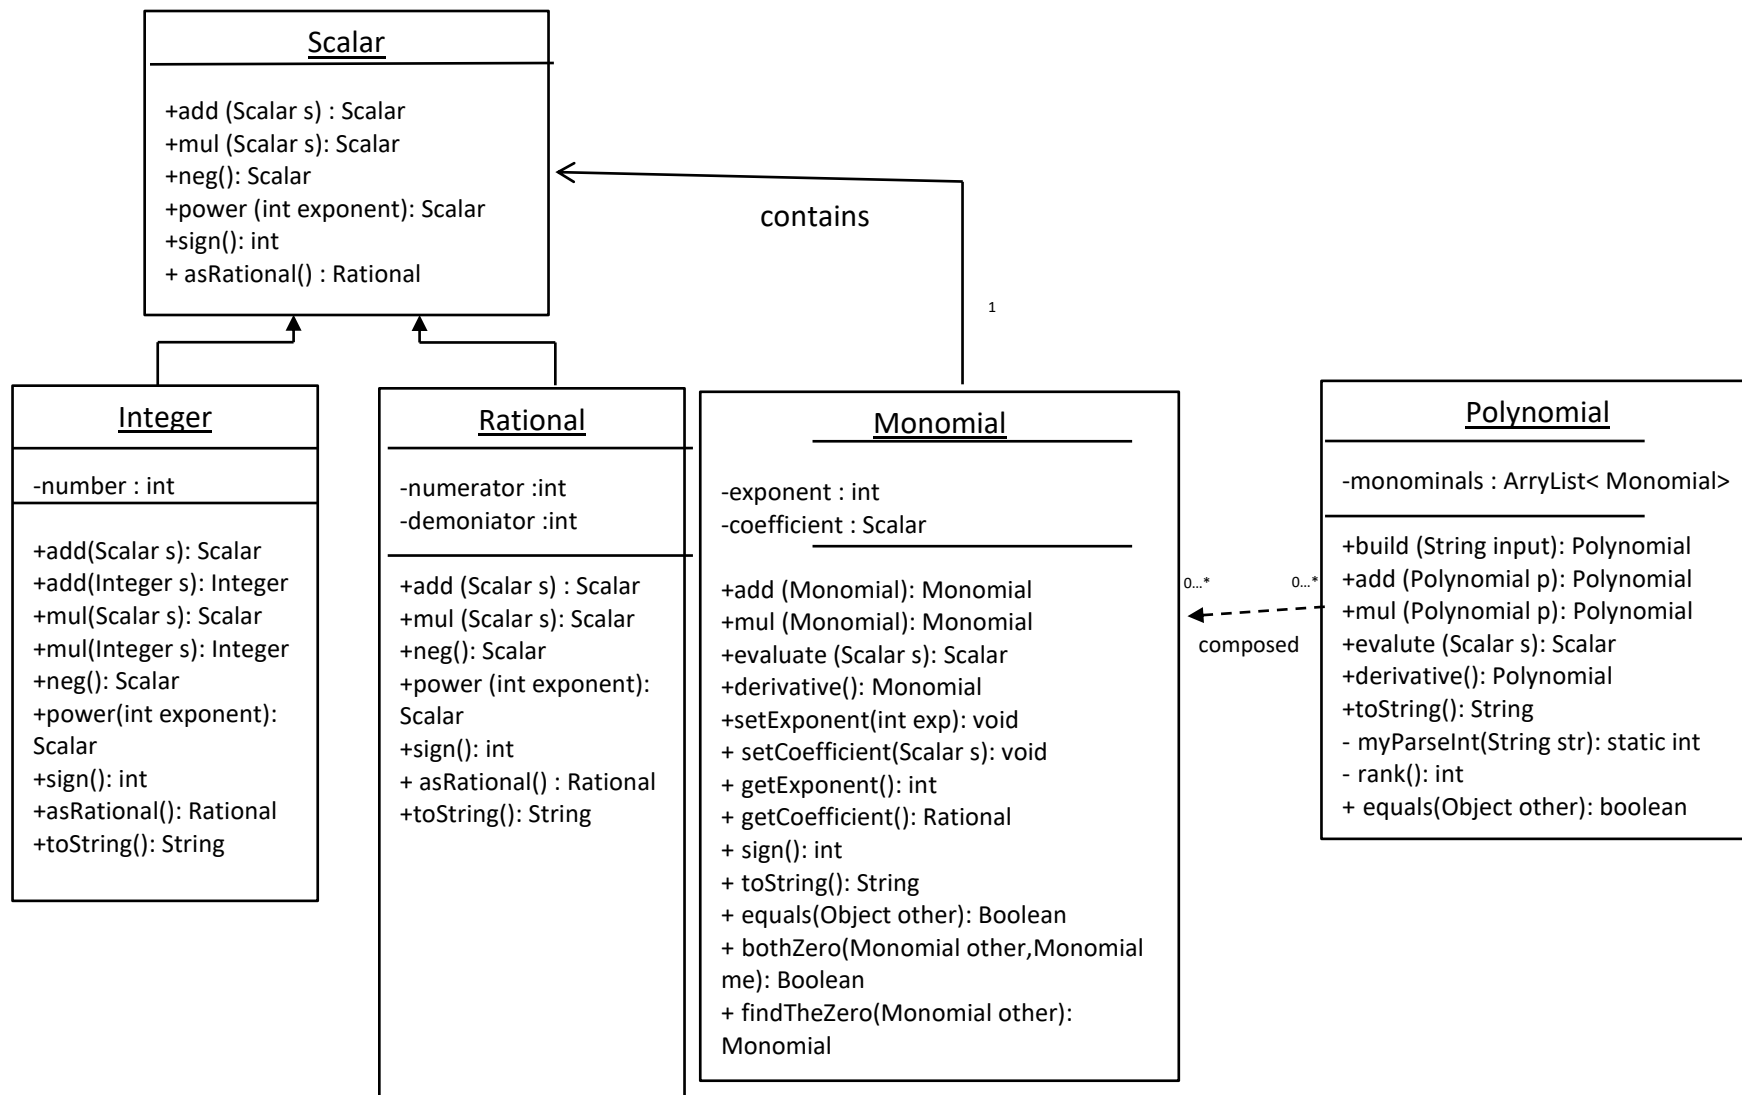 Scalar
+add (Scalar s) : Scalar
+mul (Scalar s): Scalar
+neg(): Scalar
+power (int exponent): Scalar
+sign(): int
+ asRational() : Rational
contains
1
Integer
-number : int
+add(Scalar s): Scalar
+add(Integer s): Integer
+mul(Scalar s): Scalar
+mul(Integer s): Integer
+neg(): Scalar
+power(int exponent):
Scalar
+sign(): int
+asRational(): Rational
+toString(): String
Rational
-numerator :int
-demoniator :int
+add (Scalar s) : Scalar
+mul (Scalar s): Scalar
+neg(): Scalar
+power (int exponent):
Scalar
+sign(): int
+ asRational() : Rational
+toString(): String
Monomial
-exponent : int
-coefficient : Scalar
+add (Monomial): Monomial
+mul (Monomial): Monomial
+evaluate (Scalar s): Scalar
+derivative(): Monomial
+setExponent(int exp): void
+ setCoefficient(Scalar s): void
+ getExponent(): int
+ getCoefficient(): Rational
+ sign(): int
+ toString(): String
+ equals(Object other): Boolean
+ bothZero(Monomial other,Monomial
me): Boolean
+ findTheZero(Monomial other):
Monomial
0...*
0...*
composed
Polynomial
-monominals : ArryList< Monomial>
+build (String input): Polynomial
+add (Polynomial p): Polynomial
+mul (Polynomial p): Polynomial
+evalute (Scalar s): Scalar
+derivative(): Polynomial
+toString(): String
- myParseInt(String str): static int
- rank(): int
+ equals(Object other): boolean